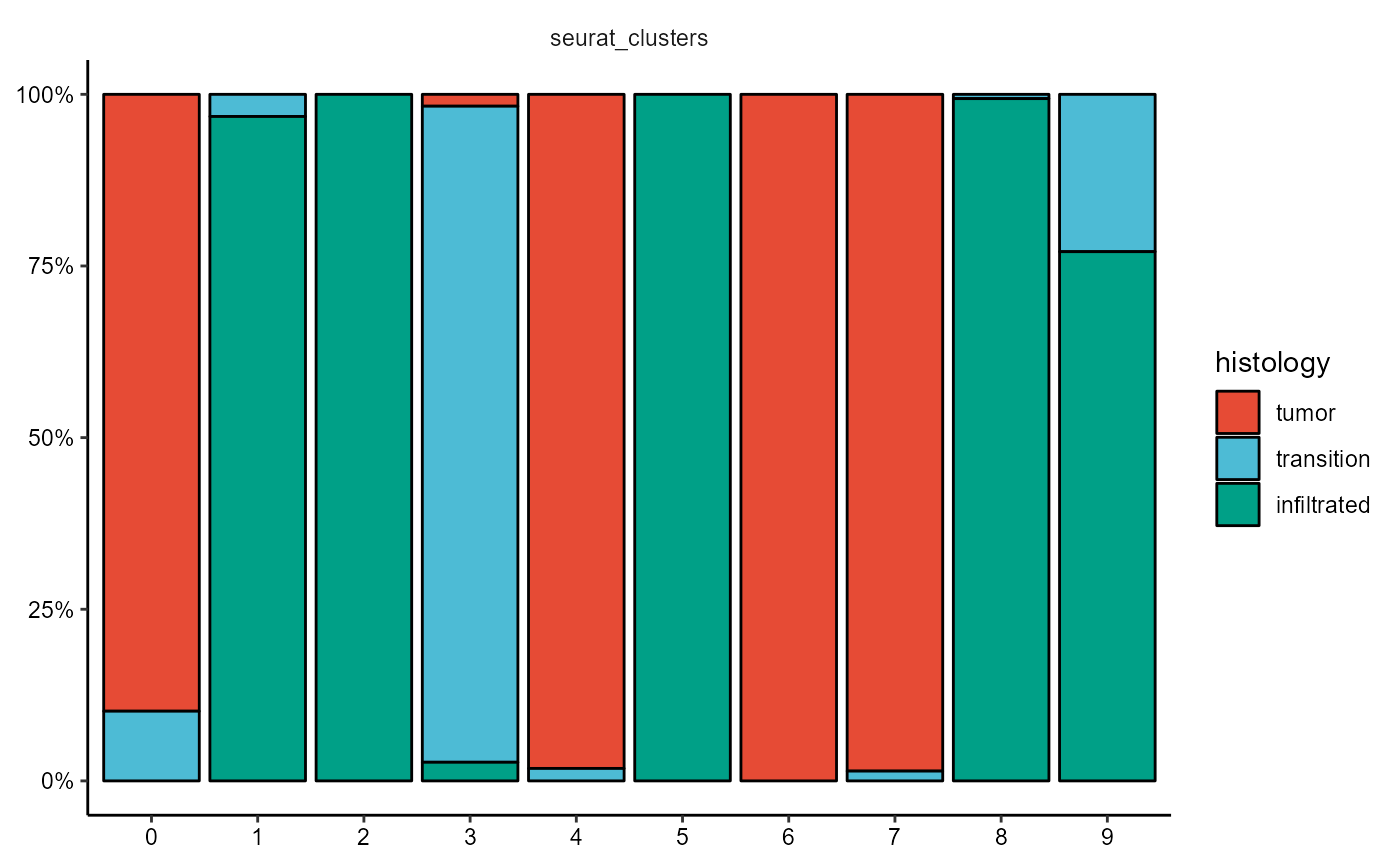 seurat_clusters
100%
75%
50%
25%
0%
0 1 2 3 4 5 6 7 8 9
histology
tumor
transition
infiltrated